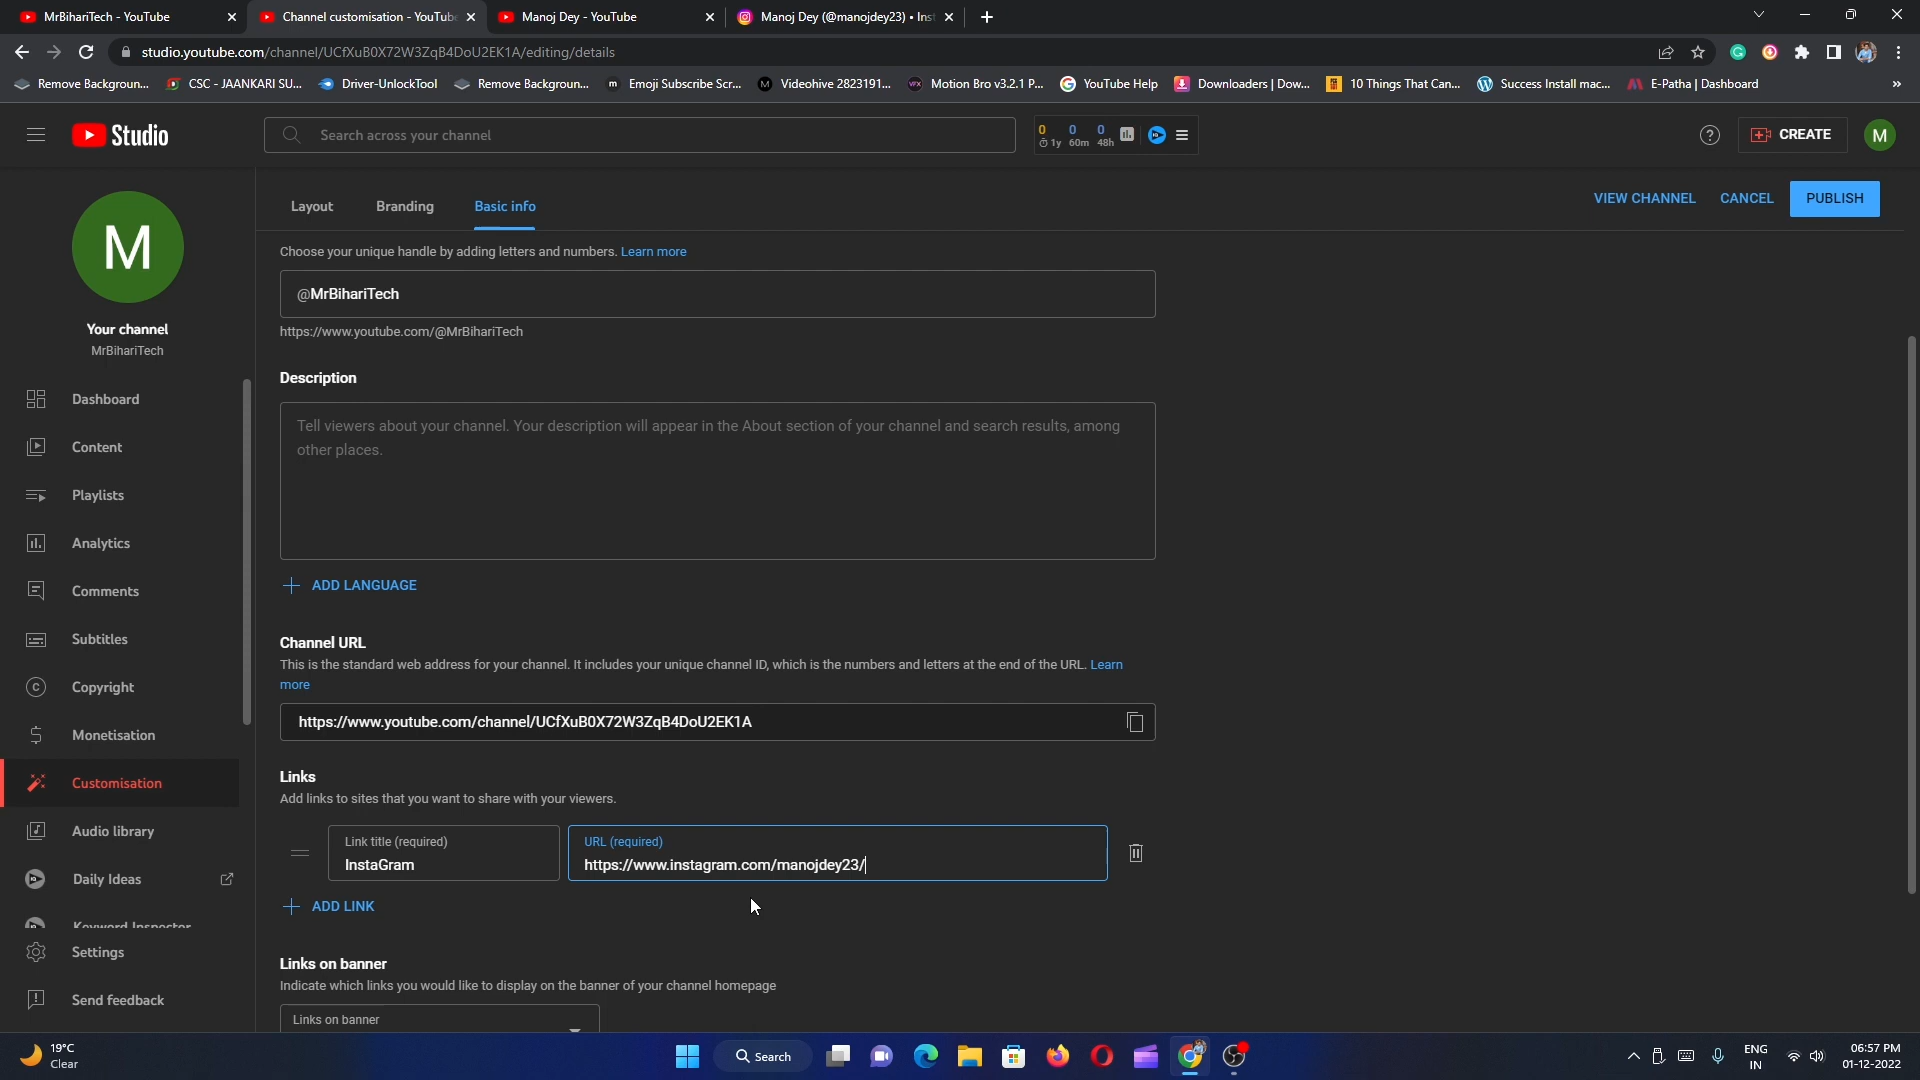 MrBihariTech - YouTube
Channel customisation - YouTube
Manoj Dey - YouTube
Manoj Dey (@manojdey23) • Ins
studio.youtube.com/channel/UCfXuB0X72W3ZqB4DoU2EK1A/editing/details
Remove Backgroun...
CSC - JAANKARI SU...
Driver-UnlockTool
Remove Backgroun...
Emoji Subscribe Scr...
Videohive 2823191...
Motion Bro v3.2.1 P...
YouTube Help
Downloaders | Dow...
10 Things That Can...
Success Install mac...
E-Patha | Dashboard
»
Studio
Search across your channel
0 0 0
1y 60m 48h
CREATE
M
M
Your channel
MrBihariTech
Dashboard
Content
Playlists
Analytics
Comments
Subtitles
Copyright
Monetisation
Customisation
Audio library
Daily Ideas
Keyword Inspector
Settings
Send feedback
Layout
Branding
Basic info
VIEW CHANNEL
CANCEL
PUBLISH
Choose your unique handle by adding letters and numbers. Learn more
@MrBihariTech
https://www.youtube.com/@MrBihariTech
Description
Tell viewers about your channel. Your description will appear in the About section of your channel and search results, among
other places.
ADD LANGUAGE
Channel URL
This is the standard web address for your channel. It includes your unique channel ID, which is the numbers and letters at the end of the URL. Learn
more
https://www.youtube.com/channel/UCfXuB0X72W3ZqB4DoU2EK1A
Links
Add links to sites that you want to share with your viewers.
Link title (required)
InstaGram
URL (required)
https://www.instagram.com/manojdey23/
ADD LINK
Links on banner
Indicate which links you would like to display on the banner of your channel homepage
Links on banner
19°C
Clear
Search
ENG
IN
06:57 PM
01-12-2022